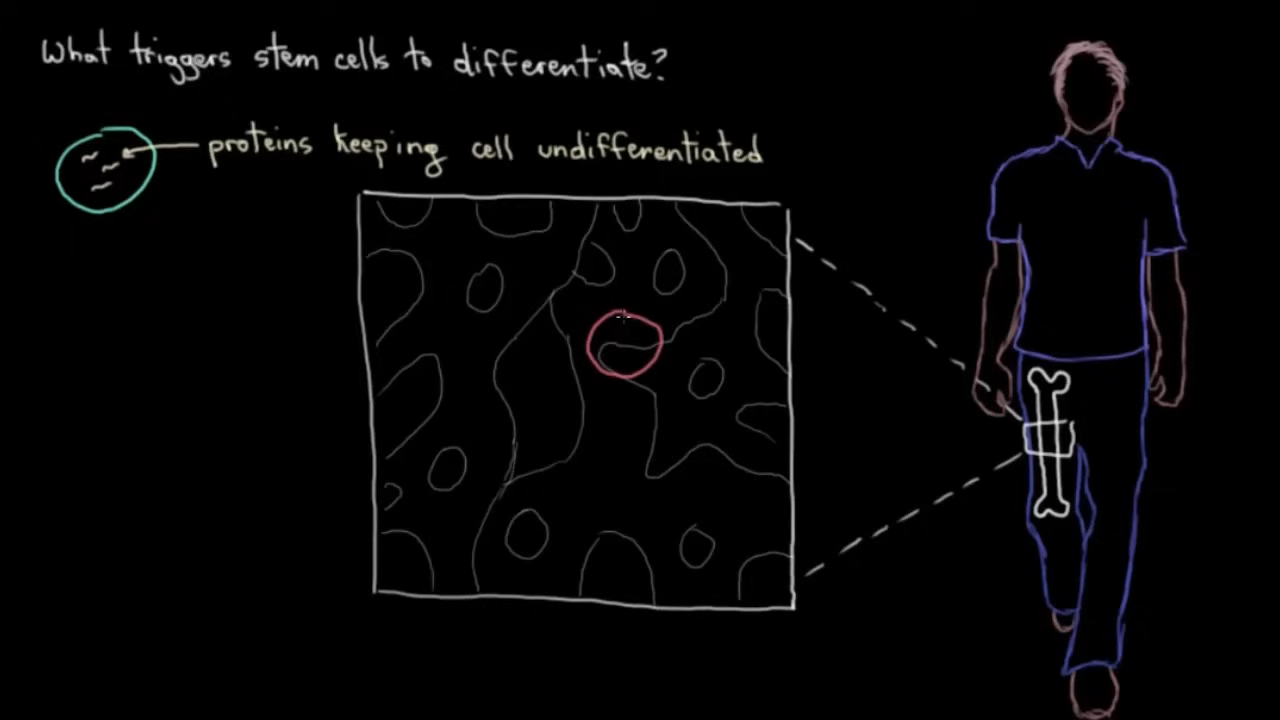 What triggers stem cells to differentiate?
proteins keeping cell undifferentiated